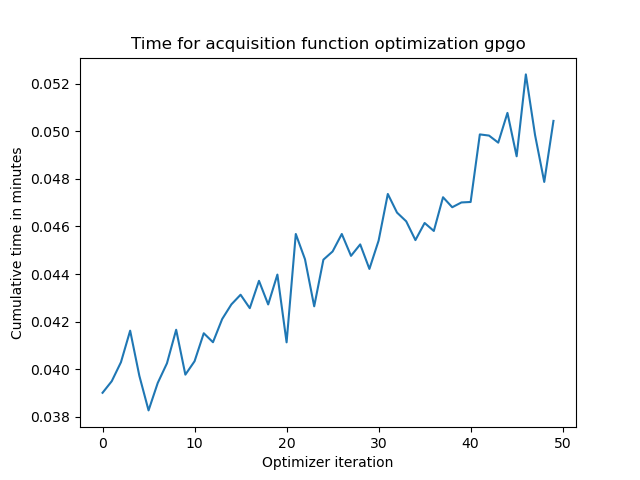 Time for acquisition function optimization gpgo
0.052
0.050
0.048
0.046
0.044
0.042
0.040
0.038
Cumulative time in minutes
0 10 20 30 40 50
Optimizer iteration